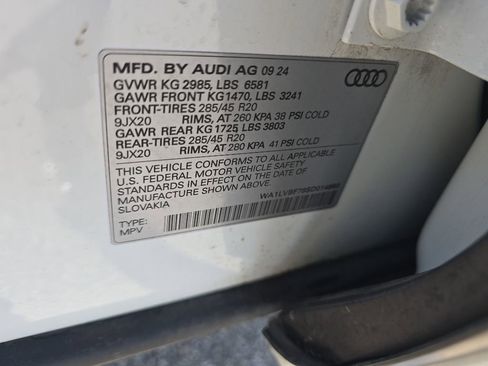 MFD. BY AUDI AG 09 24
GVWR KG 2985, LBS 6581
GAWR FRONT KG1470, LBS 3241
FRONT-TIRES 285/45 R20
9JX20 RIMS, AT 260 KPA 38 PSI COLD
GAWR REAR KG 1725, LBS 3803
REAR-TIRES 285/45 R20
9JX20 RIMS, AT 280 KPA 41 PSI COLD
THIS VEHICLE CONFORMS TO ALL APPLICABLE
U.S. FEDERAL MOTOR VEHICLE SAFETY
STANDARDS IN EFFECT ON THE DATE OF
MANUFACTURE SHOWN ABOVE.
SLOVAKIA
TYPE:
MPV